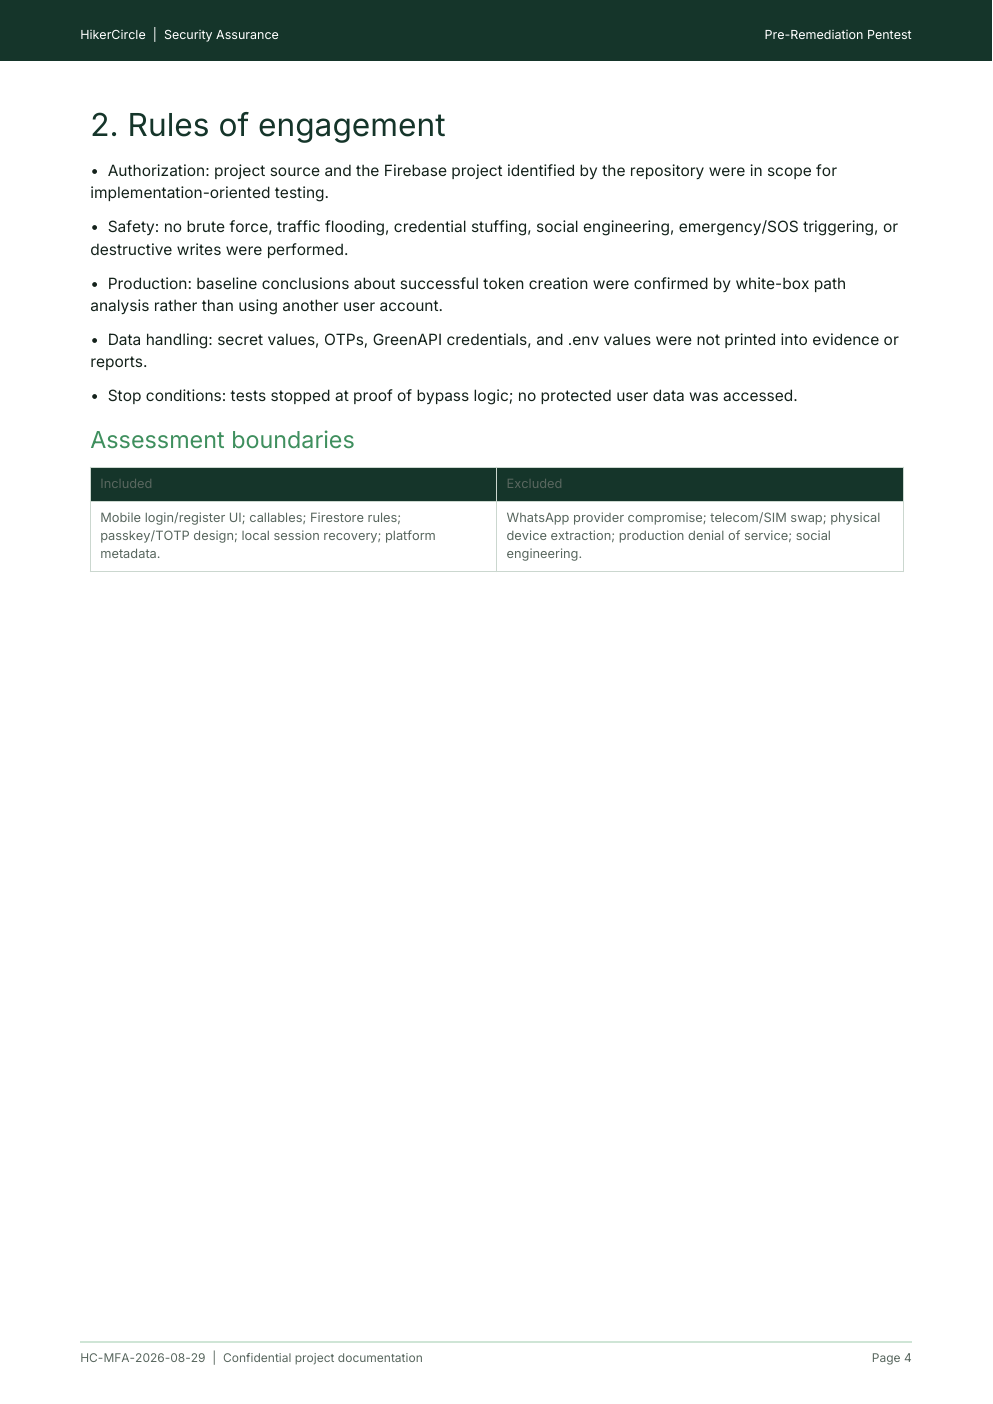 HikerCircle | Security Assurance
Pre-Remediation Pentest
2. Rules of engagement
• Authorization: project source and the Firebase project identified by the repository were in scope for
implementation-oriented testing.
• Safety: no brute force, traffic flooding, credential stuffing, social engineering, emergency/SOS triggering, or
destructive writes were performed.
• Production: baseline conclusions about successful token creation were confirmed by white-box path
analysis rather than using another user account.
• Data handling: secret values, OTPs, GreenAPI credentials, and .env values were not printed into evidence or
reports.
• Stop conditions: tests stopped at proof of bypass logic; no protected user data was accessed.
Assessment boundaries
Included
Excluded
Mobile login/register UI; callables; Firestore rules;
passkey/TOTP design; local session recovery; platform
metadata.
WhatsApp provider compromise; telecom/SIM swap; physical
device extraction; production denial of service; social
engineering.
HC-MFA-2026-08-29 | Confidential project documentation
Page 4